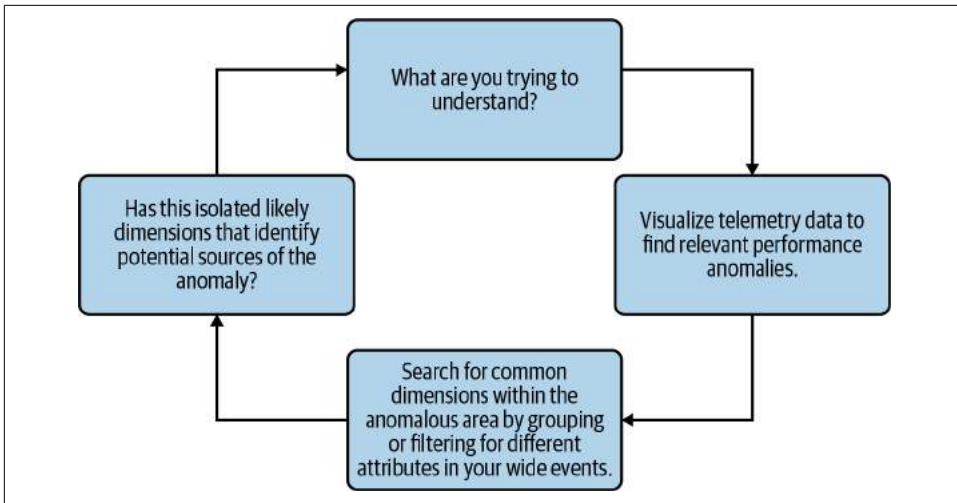 What are you trying to
understand?
Has this isolated likely
dimensions that identify
potential sources of the
anomaly?
Visualize telemetry data to
find relevant performance
anomalies.
Search for common
dimensions within the
anomalous area by grouping
or filtering for different
attributes in your wide events.